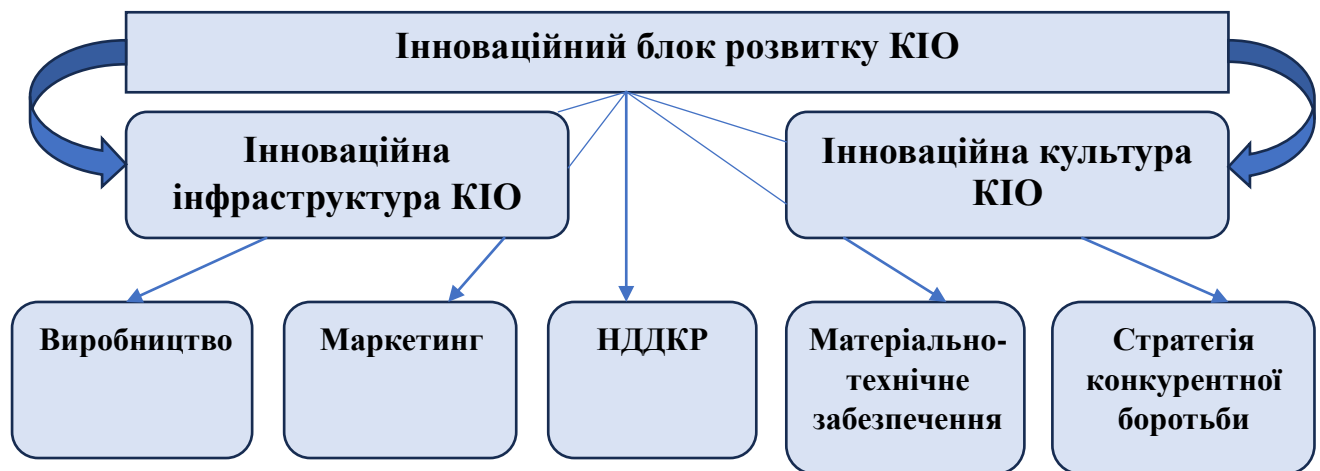 Інноваційний блок розвитку КІО
Інноваційна
інфраструктура КІО
Інноваційна культура
КІО
Виробництво
Маркетинг
НДДКР
Матеріально-
технічне
забезпечення
Стратегія
конкурентної
боротьби